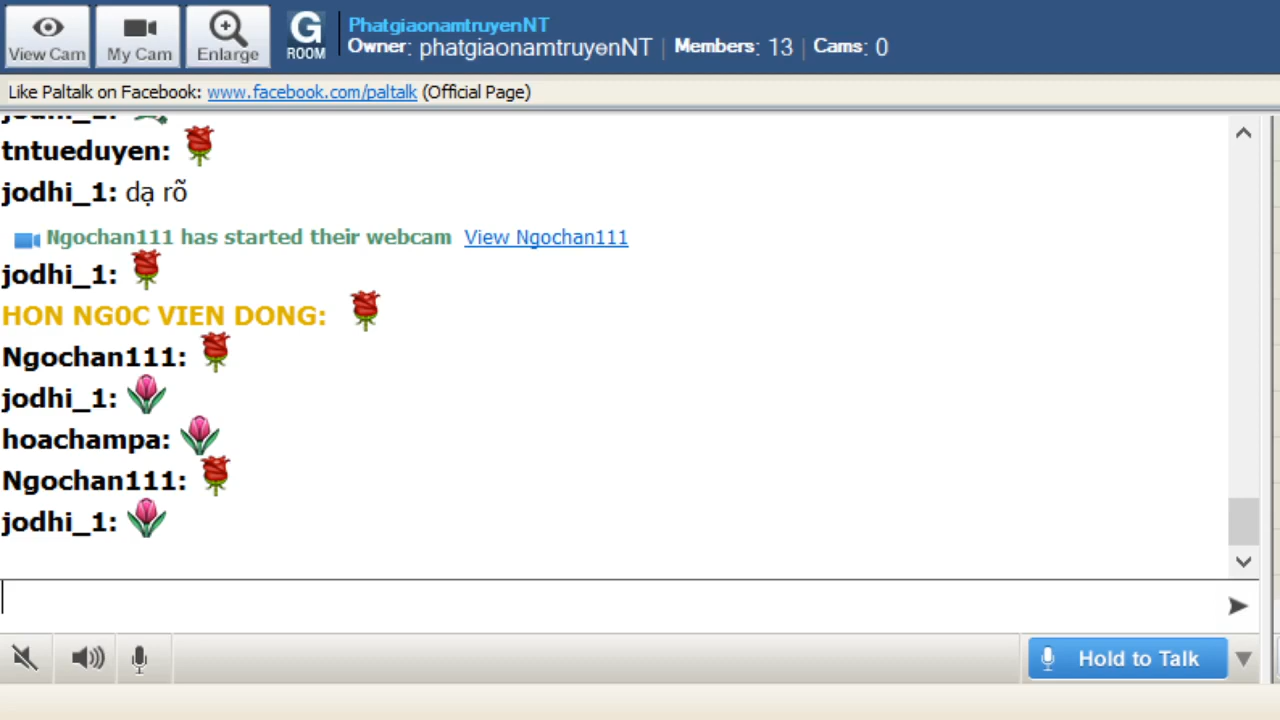 View Cam
My Cam
Enlarge
G
ROOM
PhatgiaonamtruyenNT
Owner: phatgiaonamtruyenNT | Members: 13 | Cams: 0
Like Paltalk on Facebook: www.facebook.com/paltalk (Official Page)
jodhi_1:
tntueduyen:
jodhi_1: dạ rõ
Ngochan111 has started their webcam View Ngochan111
jodhi_1:
HON NG0C VIEN DONG:
Ngochan111:
jodhi_1:
hoachampa:
Ngochan111:
jodhi_1:
Hold to Talk